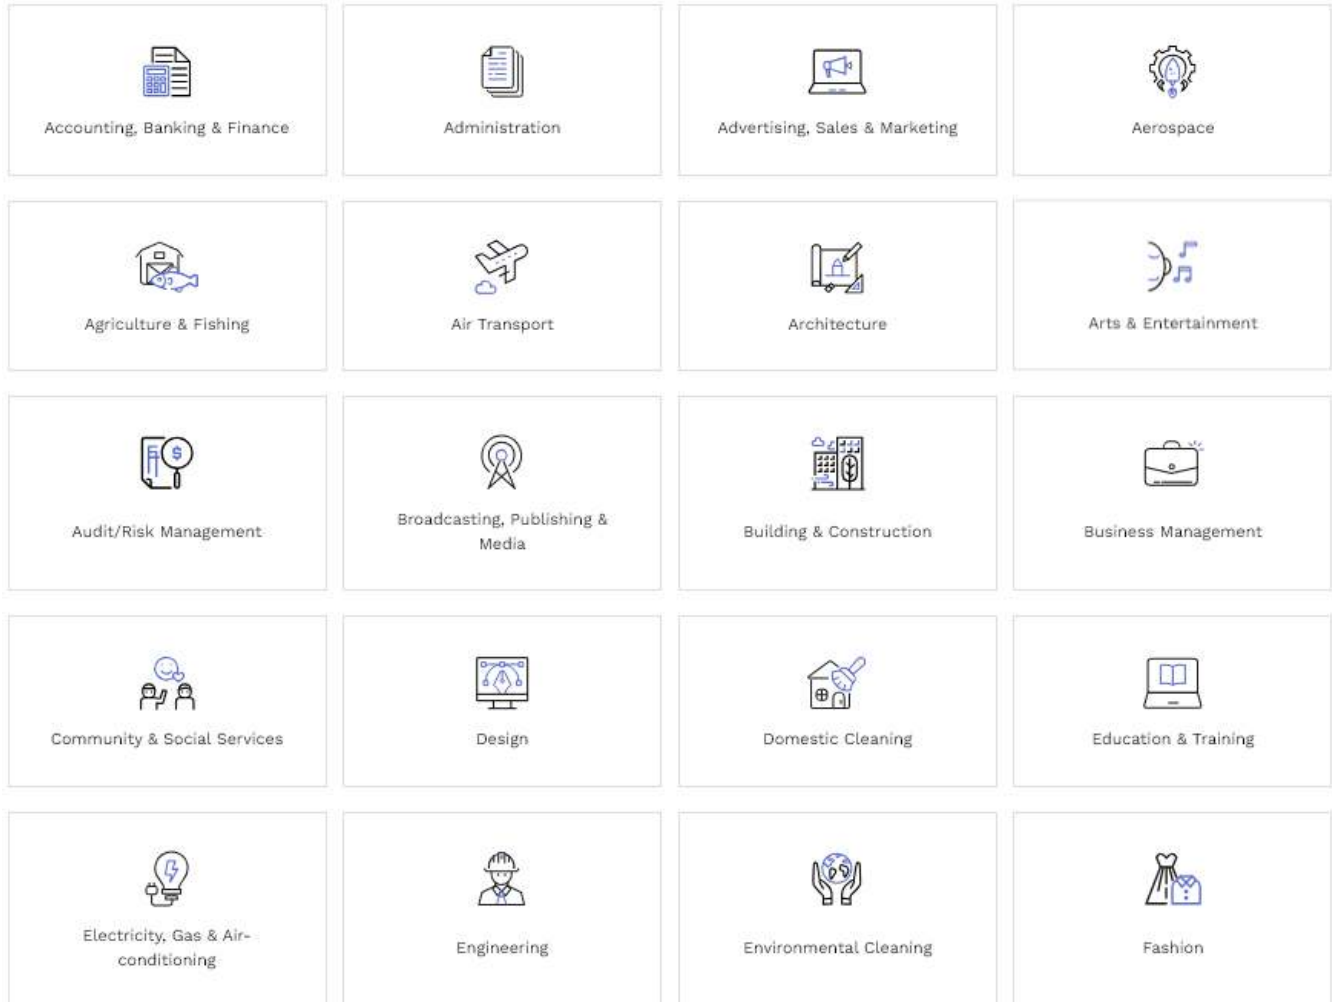 Accounting, Banking & Finance
Administration
Advertising, Sales & Marketing
Aerospace
Agriculture & Fishing
Air Transport
Architecture
Arts & Entertainment
$
Audit/Risk Management
Broadcasting, Publishing &
Media
Building & Construction
Business Management
Community & Social Services
Design
Domestic Cleaning
Education & Training
Electricity, Gas & Air-
conditioning
Engineering
Environmental Cleaning
Fashion